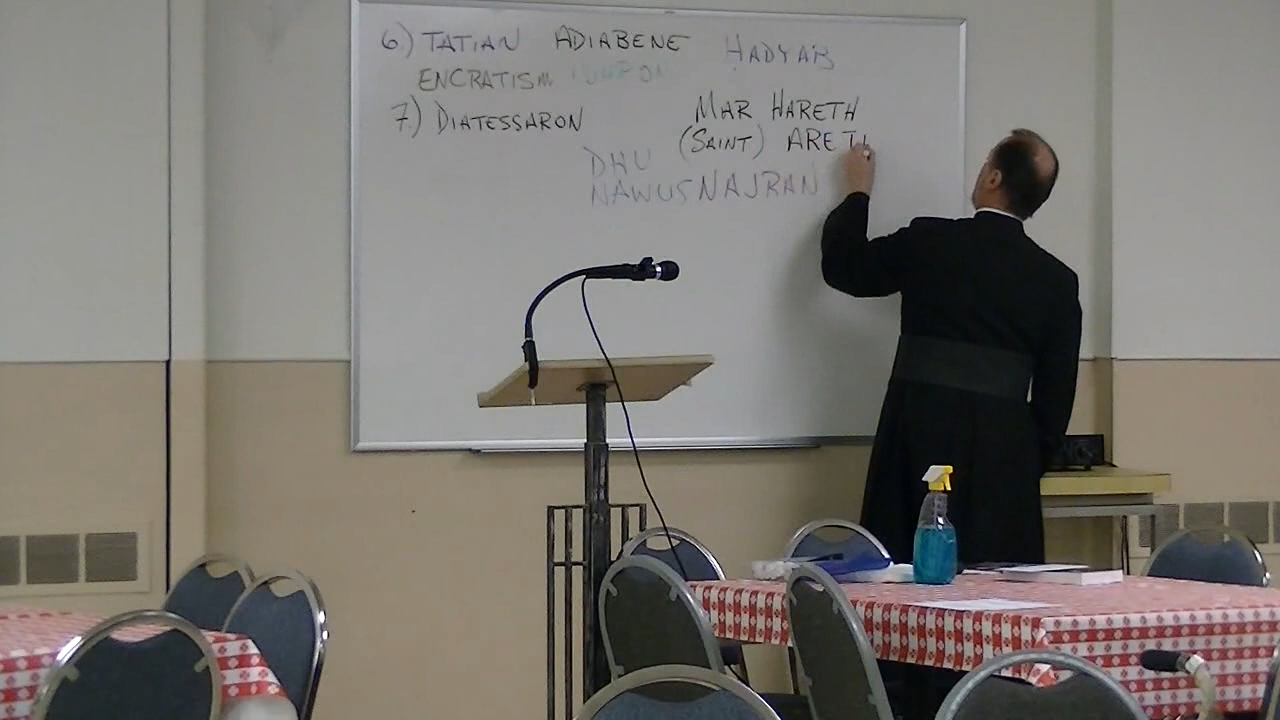 6) TATIAN ADIABENE HADYAB
ENCRATISM
7) DIATESSARON MAR HARETH
(SAINT) ARETH
DHU
NAWUS NAJRAN